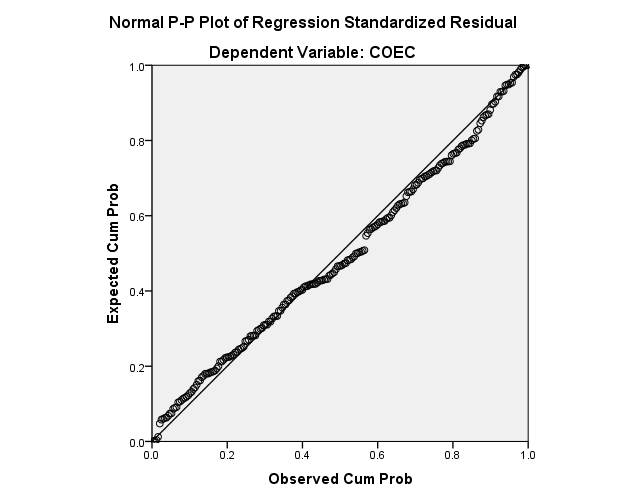 Normal P-P Plot of Regression Standardized Residual
Dependent Variable: COEC
1.0
0.8
0.6
0.4
0.2
0.0
Expected Cum Prob
0.0 0.2 0.4 0.6 0.8 1.0
Observed Cum Prob